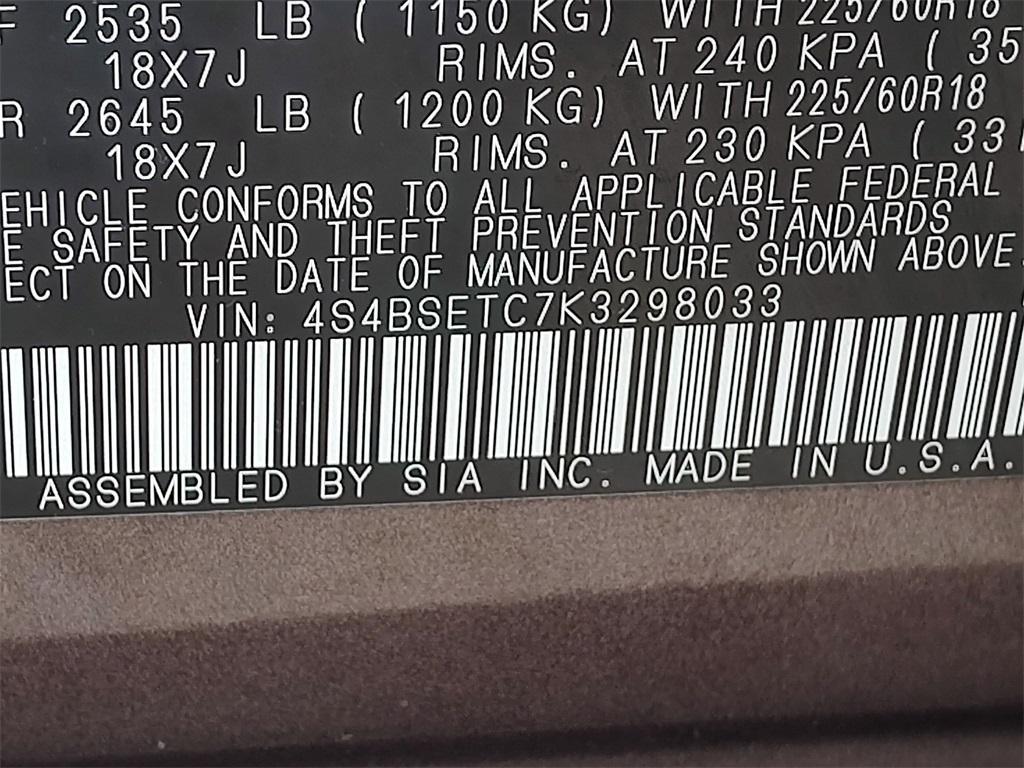 F 2535 LB ( 1150 KG) WITH 225/60R18
18X7J RIMS. AT 240 KPA ( 35
R 2645 LB ( 1200 KG) WITH 225/60R18
18X7J RIMS. AT 230 KPA ( 33
EHICLE CONFORMS TO ALL APPLICABLE FEDERAL
E SAFETY AND THEFT PREVENTION STANDARDS
ECT ON THE DATE OF MANUFACTURE SHOWN ABOVE.
VIN: 4S4BSETC7K3298033
ASSEMBLED BY SIA INC. MADE IN U.S.A.